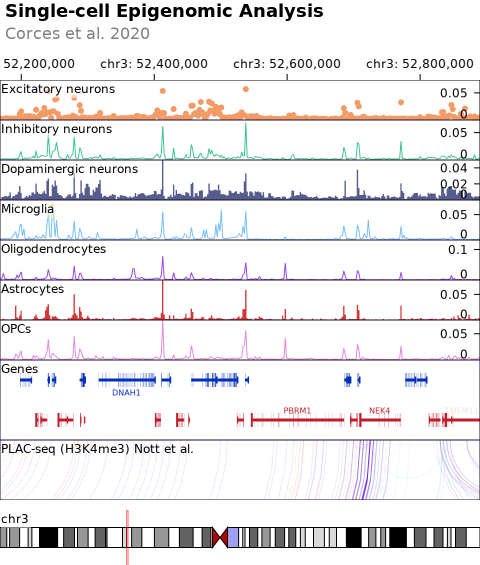 Single-cell Epigenomic Analysis
Corces et al. 2020
52,200,000 chr3: 52,400,000 chr3: 52,600,000 chr3: 52,800,000
Excitatory neurons
0.05
0
Inhibitory neurons
0.05
0
Dopaminergic neurons
0.04
0.02
0
Microglia
0.05
0
Oligodendrocytes
0.1
0
Astrocytes
0.05
0
OPCs
0.05
0
Genes
DNAH1
PBRM1 NEK4
PLAC-seq (H3K4me3) Nott et al.
chr3